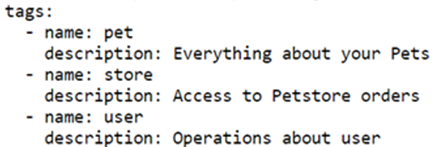 tags:
  - name: pet
    description: Everything about your Pets
  - name: store
    description: Access to Petstore orders
  - name: user
    description: Operations about user